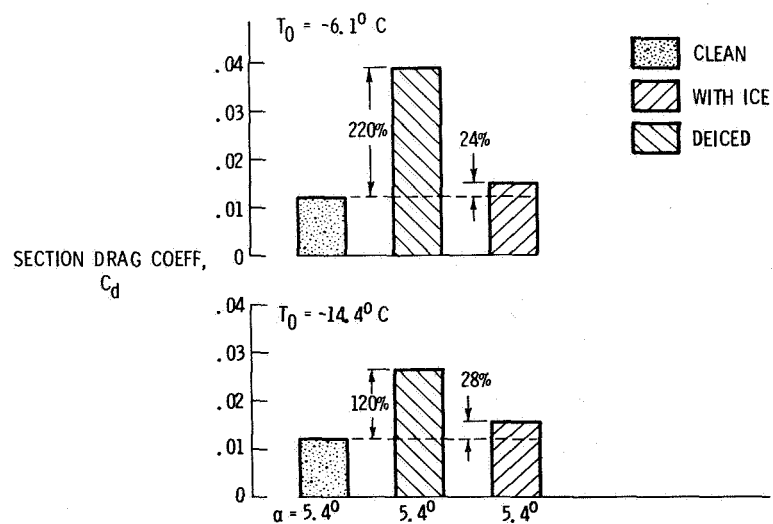 T0 = -6.1° C
.04
.03
.02
.01
0
220%
24%
CLEAN
WITH ICE
DEICED
SECTION DRAG COEFF,
Cd
T0 = -14.4° C
.04
.03
.02
.01
0
120%
28%
α = 5.4° 5.4° 5.4°